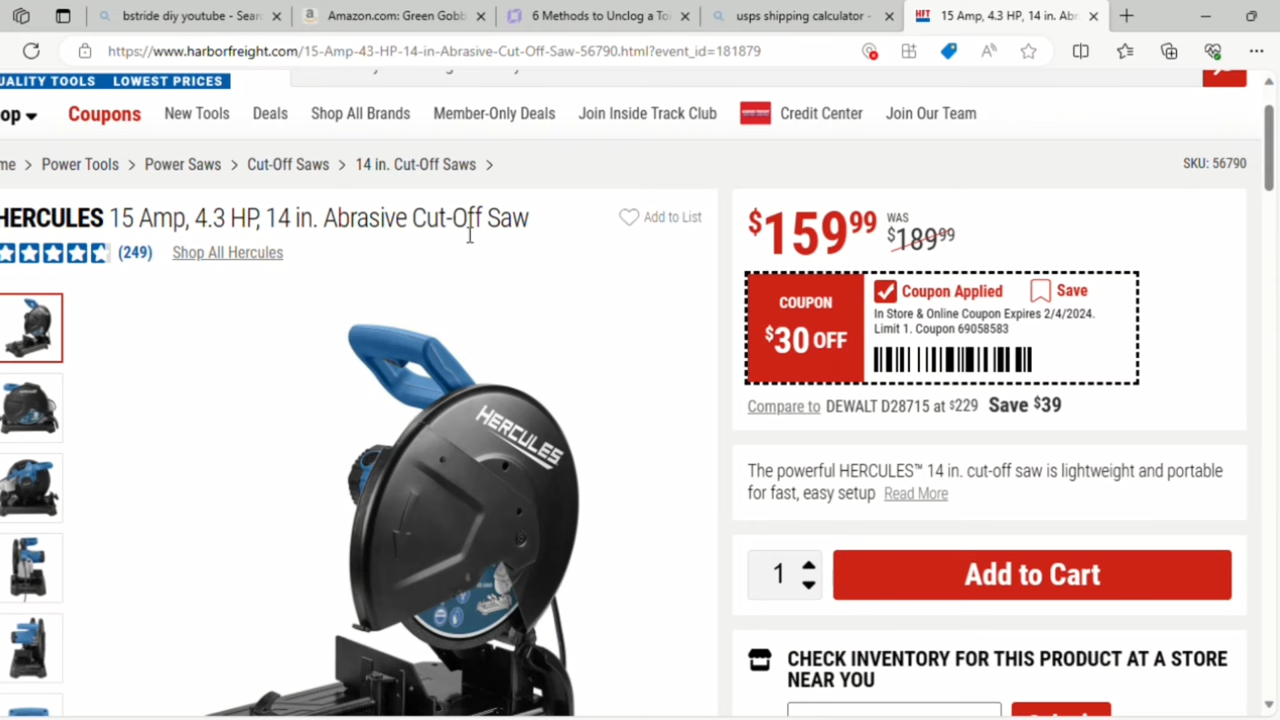 bstride diy youtube - Sear
Amazon.com: Green Gobb
6 Methods to Unclog a To
usps shipping calculator -
HFT
15 Amp, 4.3 HP, 14 in. Abr
https://www.harborfreight.com/15-Amp-43-HP-14-in-Abrasive-Cut-Off-Saw-56790.html?event_id=181879
UALITY TOOLS LOWEST PRICES
op
Coupons
New Tools
Deals
Shop All Brands
Member-Only Deals
Join Inside Track Club
Credit Center
Join Our Team
me > Power Tools > Power Saws > Cut-Off Saws > 14 in. Cut-Off Saws >
SKU: 56790
HERCULES 15 Amp, 4.3 HP, 14 in. Abrasive Cut-Off Saw
Add to List
(249)
Shop All Hercules
$159 99
WAS
$189 99
COUPON
$30 OFF
Coupon Applied
Save
In Store & Online Coupon Expires 2/4/2024.
Limit 1. Coupon 69058583
Compare to DEWALT D28715 at $229 Save $39
HERCULES
The powerful HERCULES™ 14 in. cut-off saw is lightweight and portable
for fast, easy setup Read More
1
Add to Cart
CHECK INVENTORY FOR THIS PRODUCT AT A STORE
NEAR YOU